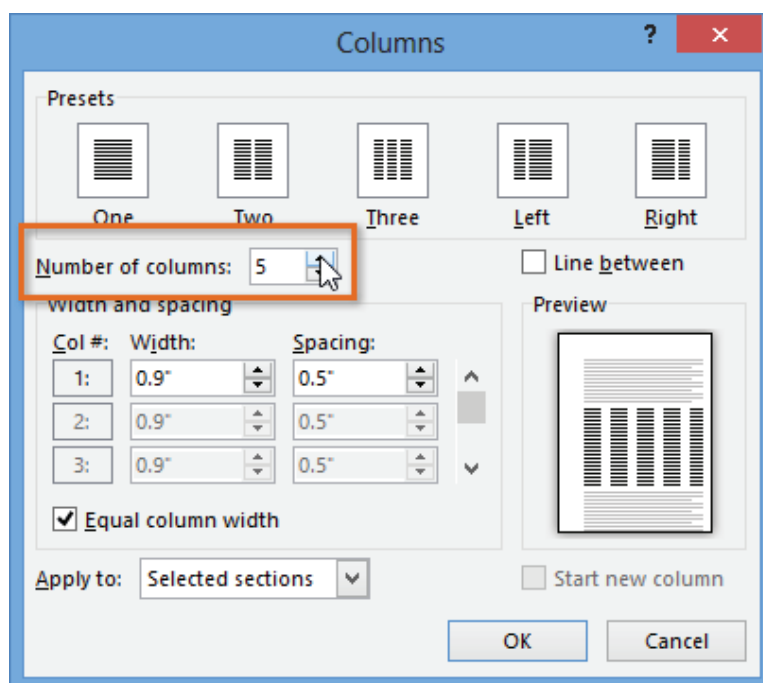 Columns ?
Presets
One Two Three Left Right
Number of columns: 5 Line between
Width and spacing Preview
Col #: Width: Spacing:
1: 0.9" 0.5"
2: 0.9" 0.5"
3: 0.9" 0.5"
Equal column width
Apply to: Selected sections Start new column
OK Cancel